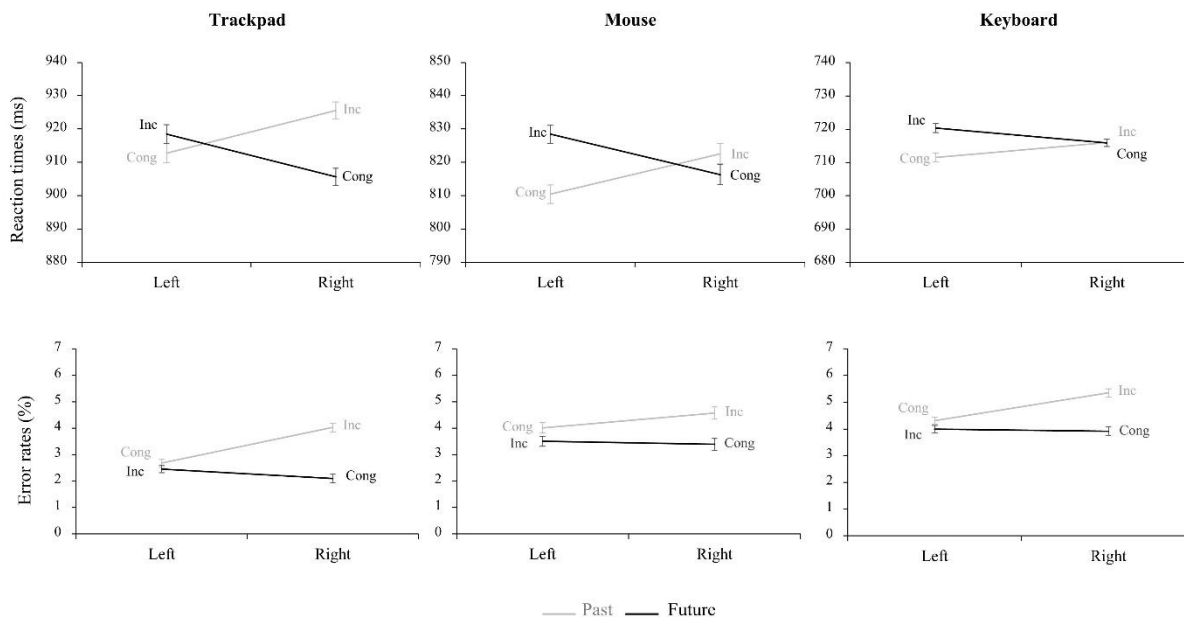 Trackpad
Mouse
Keyboard
Reaction times (ms)
940
930
920
910
900
890
880
Inc
Cong
Inc
Cong
Left
Right
850
840
830
820
810
800
790
Inc
Cong
Inc
Cong
Left
Right
740
730
720
710
700
690
680
Inc
Cong
Inc
Cong
Left
Right
Error rates (%)
7
6
5
4
3
2
1
0
Cong
Inc
Inc
Cong
Left
Right
7
6
5
4
3
2
1
0
Cong
Inc
Inc
Cong
Left
Right
7
6
5
4
3
2
1
0
Cong
Inc
Inc
Cong
Left
Right
Past Future